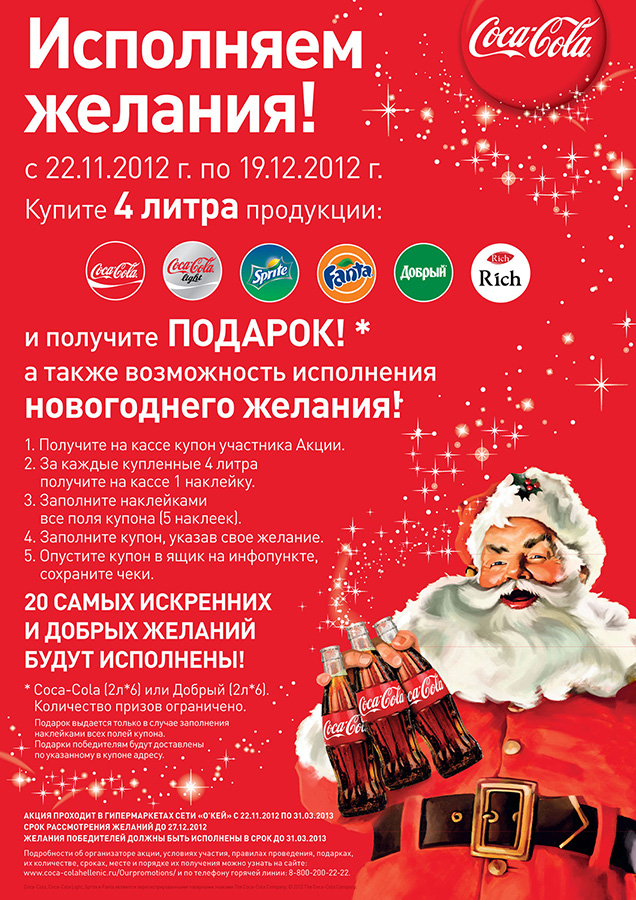 Исполняем
желания!
Coca-Cola
с 22.11.2012 г. по 19.12.2012 г.
Купите 4 литра продукции:
Coca-Cola
Coca-Cola light
Sprite
Fanta
Добрый
Rich
Rich
и получите ПОДАРОК! *
а также возможность исполнения
новогоднего желания!
1. Получите на кассе купон участника Акции.
2. За каждые купленные 4 литра
получите на кассе 1 наклейку.
3. Заполните наклейками
все поля купона (5 наклеек).
4. Заполните купон, указав свое желание.
5. Опустите купон в ящик на инфопункте,
сохраните чеки.
20 САМЫХ ИСКРЕННИХ
И ДОБРЫХ ЖЕЛАНИЙ
БУДУТ ИСПОЛНЕНЫ!
* Coca-Cola (2л*6) или Добрый (2л*6).
Количество призов ограничено.
Подарок выдается только в случае заполнения
наклейками всех полей купона.
Подарки победителям будут доставлены
по указанному в купоне адресу.
Coca-Cola
Coca-Cola
Coca-Cola
АКЦИЯ ПРОХОДИТ В ГИПЕРМАРКЕТАХ СЕТИ «О'КЕЙ» С 22.11.2012 ПО 31.03.2013
СРОК РАССМОТРЕНИЯ ЖЕЛАНИЙ ДО 27.12.2012
ЖЕЛАНИЯ ПОБЕДИТЕЛЕЙ ДОЛЖНЫ БЫТЬ ИСПОЛНЕНЫ В СРОК ДО 31.03.2013
Подробности об организаторе акции, условиях участия, правилах проведения, подарках,
их количестве, сроках, месте и порядке их получения можно узнать на сайте:
www.coca-colahellenic.ru/Ourpromotions/ и по телефону горячей линии: 8-800-200-22-22.